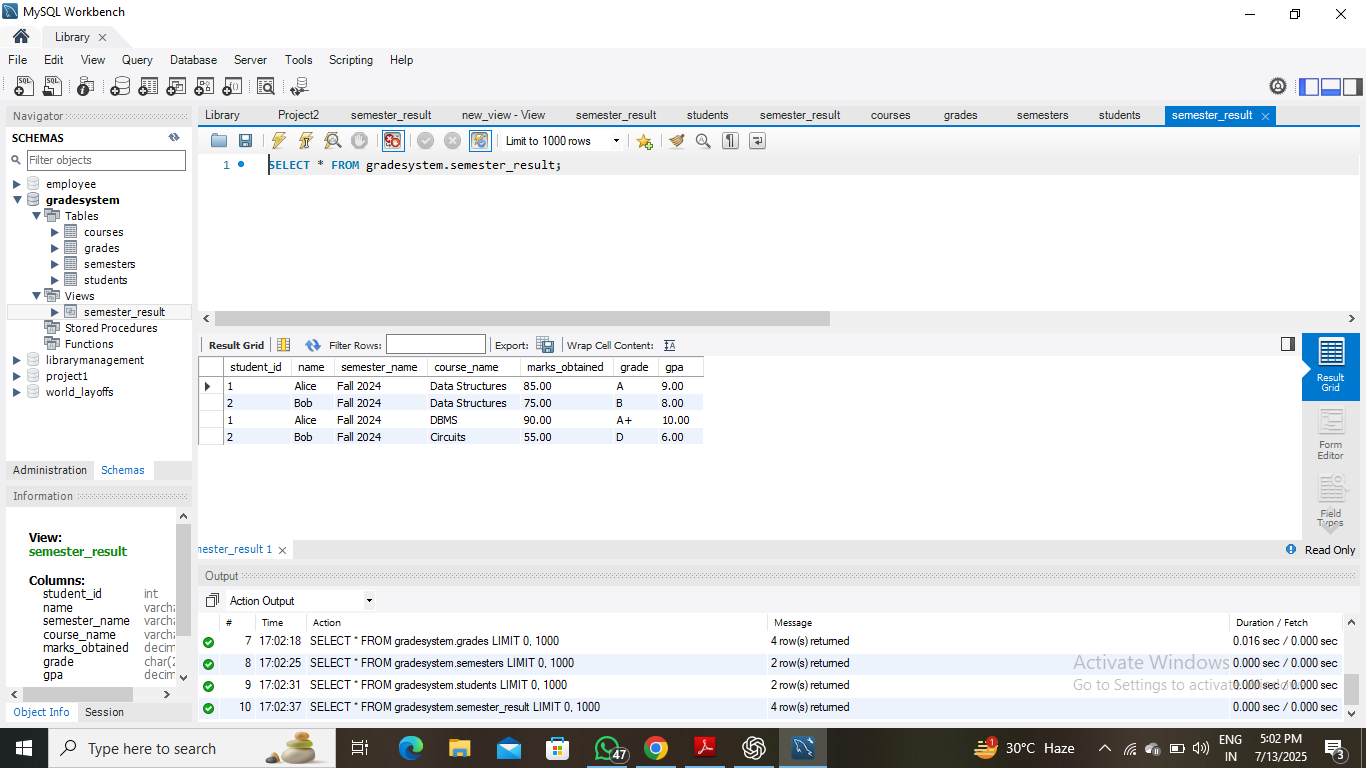 MySQL Workbench
Library
File Edit View Query Database Server Tools Scripting Help
Navigator
SCHEMAS
Filter objects
employee
gradesystem
Tables
courses
grades
semesters
students
Views
semester_result
Stored Procedures
Functions
librarymanagement
project1
world_layoffs
Administration Schemas
Information
View:
semester_result
Columns:
student_id int
name varcha
semester_name varcha
course_name varcha
marks_obtained decim
grade char(2
gpa decim
Object Info Session
Library Project2 semester_result new_view - View semester_result students semester_result courses grades semesters students semester_result
Limit to 1000 rows
1 SELECT * FROM gradesystem.semester_result;
Result Grid Filter Rows: Export: Wrap Cell Content:
student_id name semester_name course_name marks_obtained grade gpa
1 Alice Fall 2024 Data Structures 85.00 A 9.00
2 Bob Fall 2024 Data Structures 75.00 B 8.00
1 Alice Fall 2024 DBMS 90.00 A+ 10.00
2 Bob Fall 2024 Circuits 55.00 D 6.00
Result
Grid
Form
Editor
Field
Types
mester_result 1
Read Only
Output
Action Output
# Time Action Message Duration / Fetch
7 17:02:18 SELECT * FROM gradesystem.grades LIMIT 0, 1000 4 row(s) returned 0.016 sec / 0.000 sec
8 17:02:25 SELECT * FROM gradesystem.semesters LIMIT 0, 1000 2 row(s) returned 0.000 sec / 0.000 sec
9 17:02:31 SELECT * FROM gradesystem.students LIMIT 0, 1000 2 row(s) returned 0.000 sec / 0.000 sec
10 17:02:37 SELECT * FROM gradesystem.semester_result LIMIT 0, 1000 4 row(s) returned 0.000 sec / 0.000 sec
Activate Windows
Go to Settings to activate Windows.
Type here to search
47
1
30°C Haze
ENG
IN
5:02 PM
7/13/2025
3